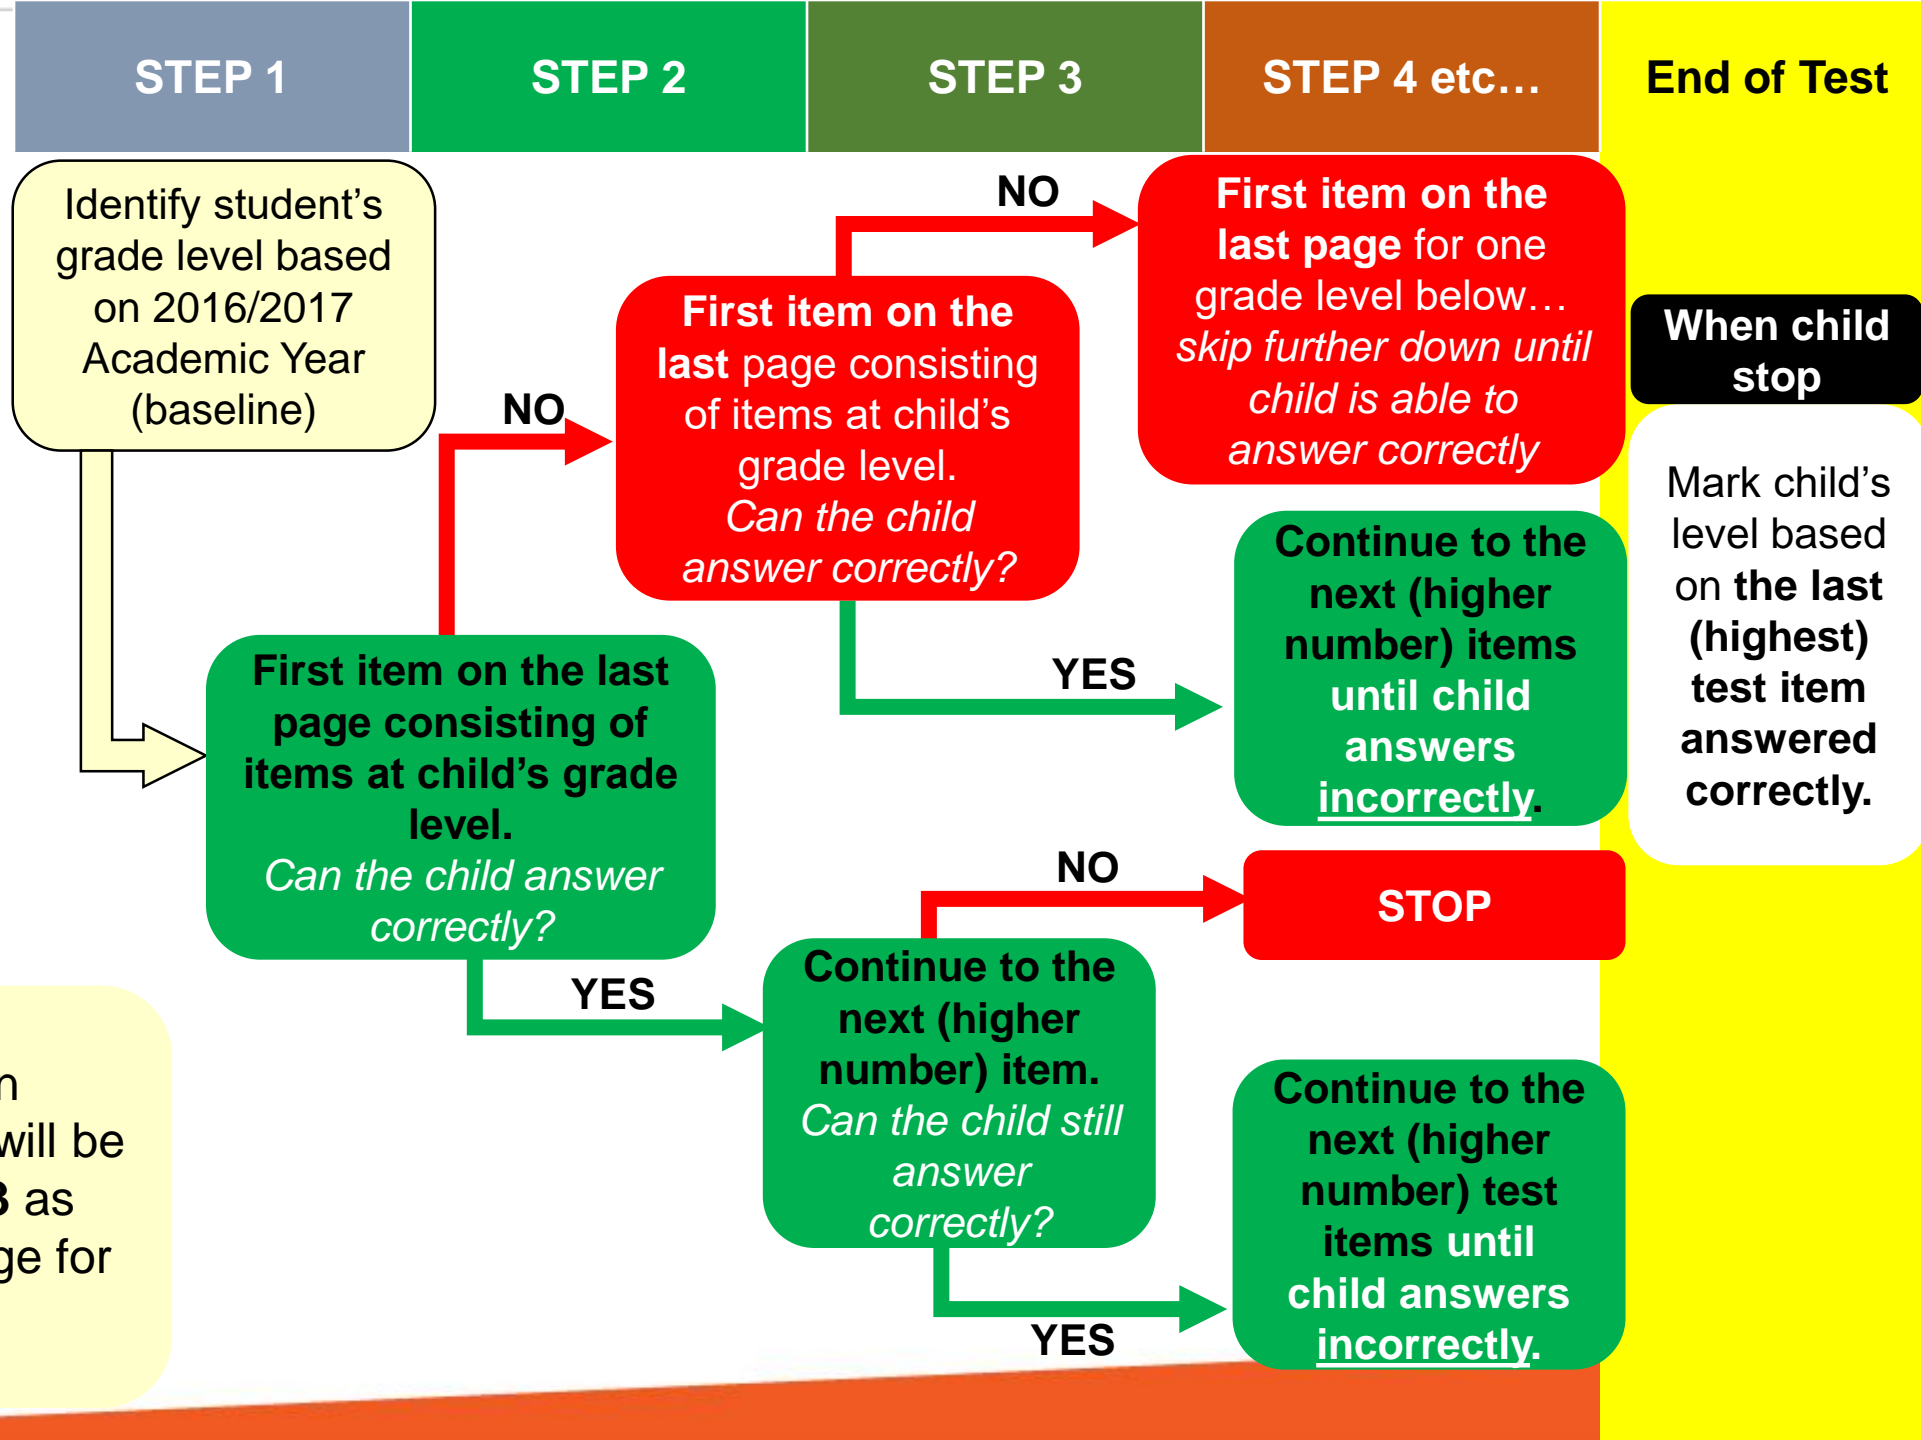 STEP 1
STEP 2
STEP 3
STEP 4 etc…
End of Test
Identify student’s
grade level based
on 2016/2017
Academic Year
(baseline)
NO
First item on the
last page consisting
of items at child’s
grade level.
Can the child
answer correctly?
NO
First item on the
last page for one
grade level below…
skip further down until
child is able to
answer correctly
YES
Continue to the
next (higher
number) items
until child
answers
incorrectly.
When child
stop
Mark child’s
level based
on the last
(highest)
test item
answered
correctly.
First item on the last
page consisting of
items at child’s grade
level.
Can the child answer
correctly?
YES
Continue to the
next (higher
number) item.
Can the child still
answer
correctly?
NO
STOP
YES
Continue to the
next (higher
number) test
items until
child answers
incorrectly.
will be
as
for